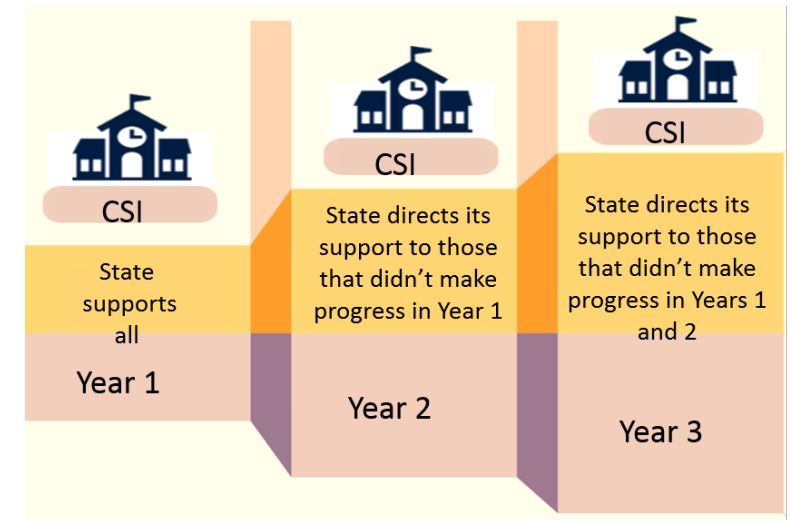 CSI
State
supports
all
Year 1
CSI
State directs its
support to those
that didn’t make
progress in Year 1
Year 2
CSI
State directs its
support to those
that didn’t make
progress in Years 1
and 2
Year 3